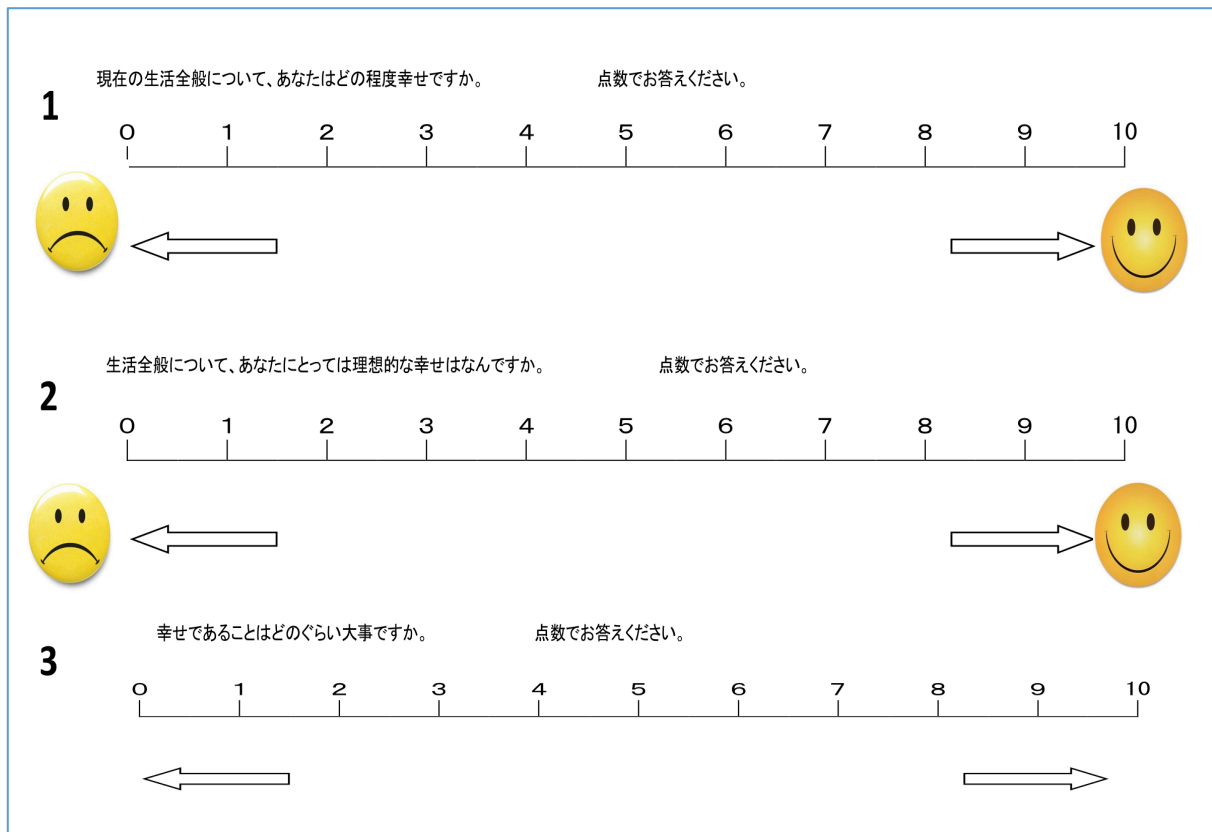 現在の生活全般について、あなたはどの程度幸せですか。 点数でお答えください。
1
0 1 2 3 4 5 6 7 8 9 10
生活全般について、あなたにとっては理想的な幸せはなんですか。 点数でお答えください。
2
0 1 2 3 4 5 6 7 8 9 10
幸せであることはどのぐらい大事ですか。 点数でお答えください。
3
0 1 2 3 4 5 6 7 8 9 10